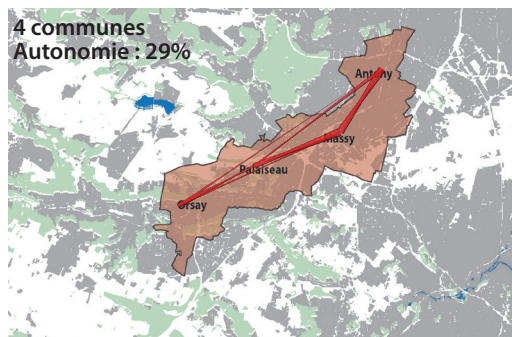 4 communes
Autonomie : 29%
Antony
Massy
Palaiseau
Orsay